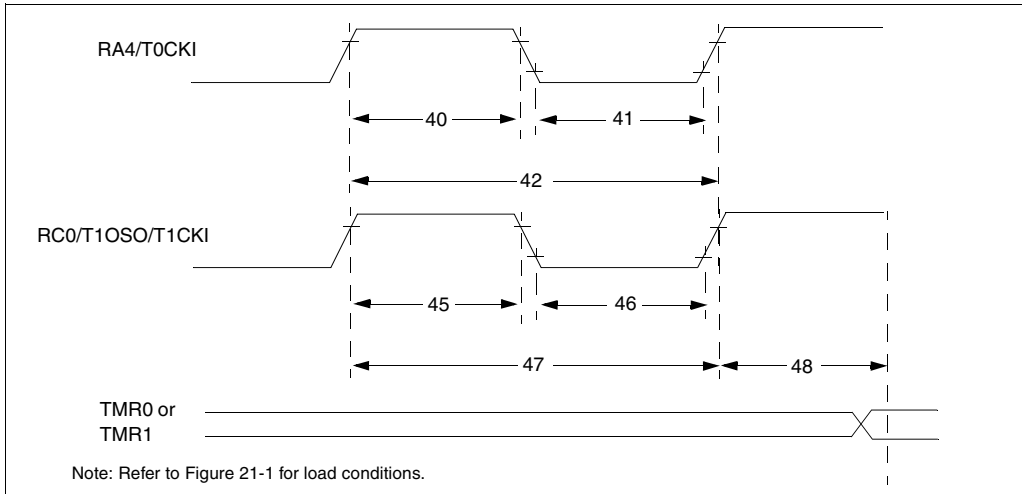 RA4/T0CKI
40
41
42
RC0/T1OSO/T1CKI
45
46
47
48
TMR0 or
TMR1
Note: Refer to Figure 21-1 for load conditions.